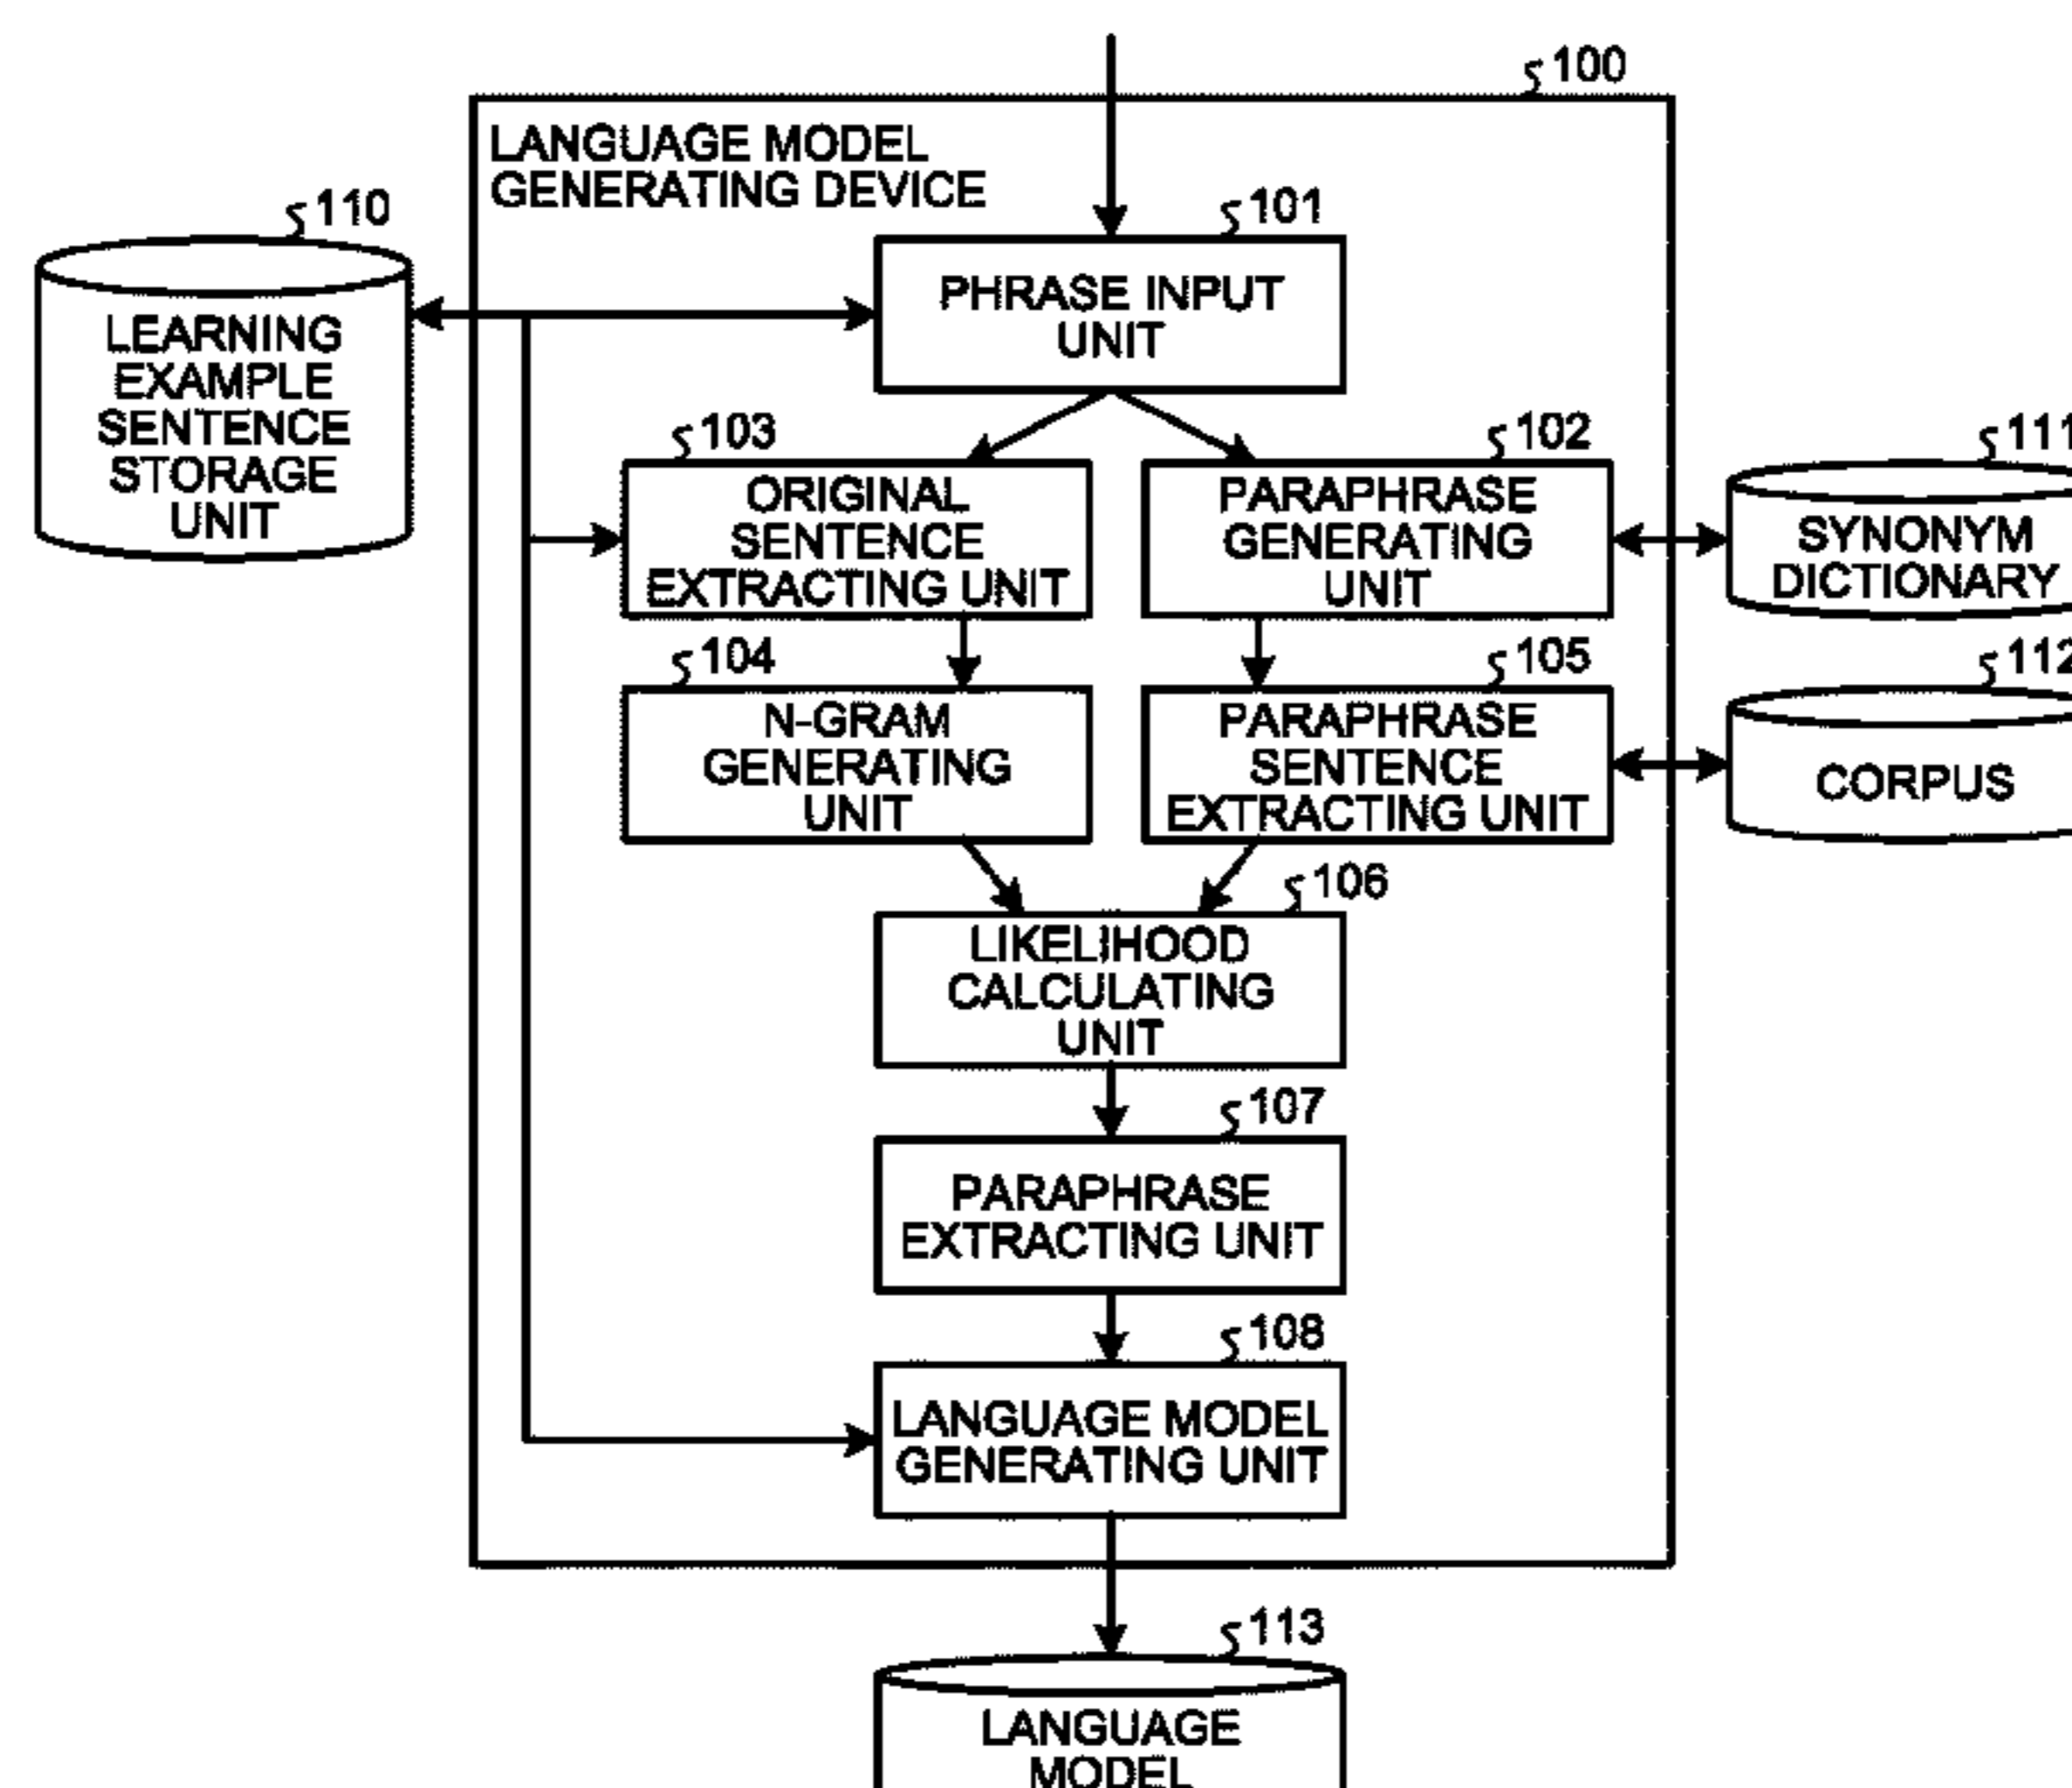 100
LANGUAGE MODEL
GENERATING DEVICE
110
LEARNING
EXAMPLE
SENTENCE
STORAGE
UNIT
101
PHRASE INPUT
UNIT
103
ORIGINAL
SENTENCE
EXTRACTING UNIT
102
PARAPHRASE
GENERATING
UNIT
111
SYNONYM
DICTIONARY
104
N-GRAM
GENERATING
UNIT
105
PARAPHRASE
SENTENCE
EXTRACTING UNIT
112
CORPUS
106
LIKELIHOOD
CALCULATING
UNIT
107
PARAPHRASE
EXTRACTING UNIT
108
LANGUAGE MODEL
GENERATING UNIT
113
LANGUAGE
MODEL